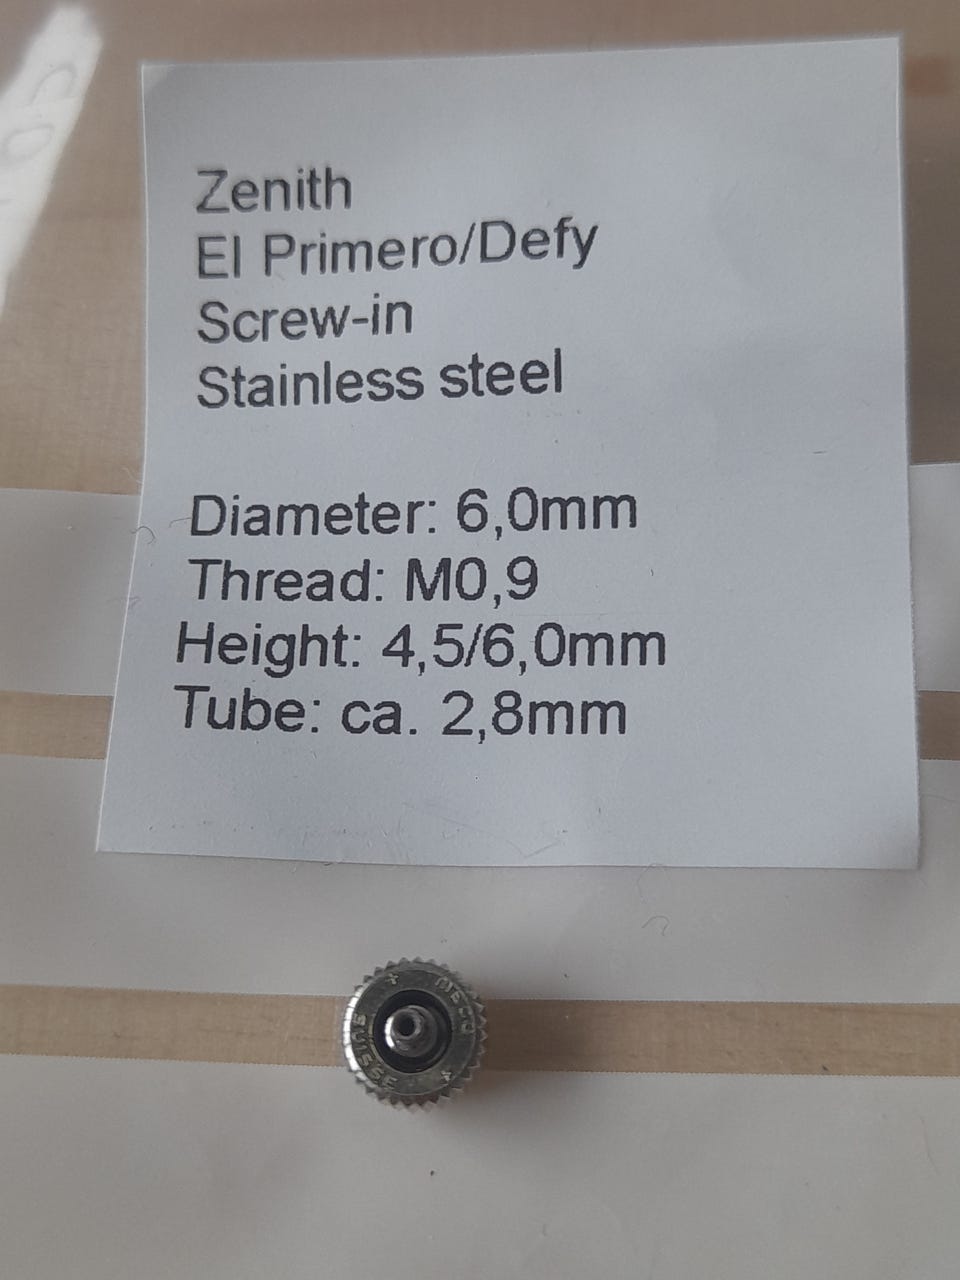 Zenith
El Primero/Defy
Screw-in
Stainless steel
Diameter: 6,0mm
Thread: M0,9
Height: 4,5/6,0mm
Tube: ca. 2,8mm
SUISSE